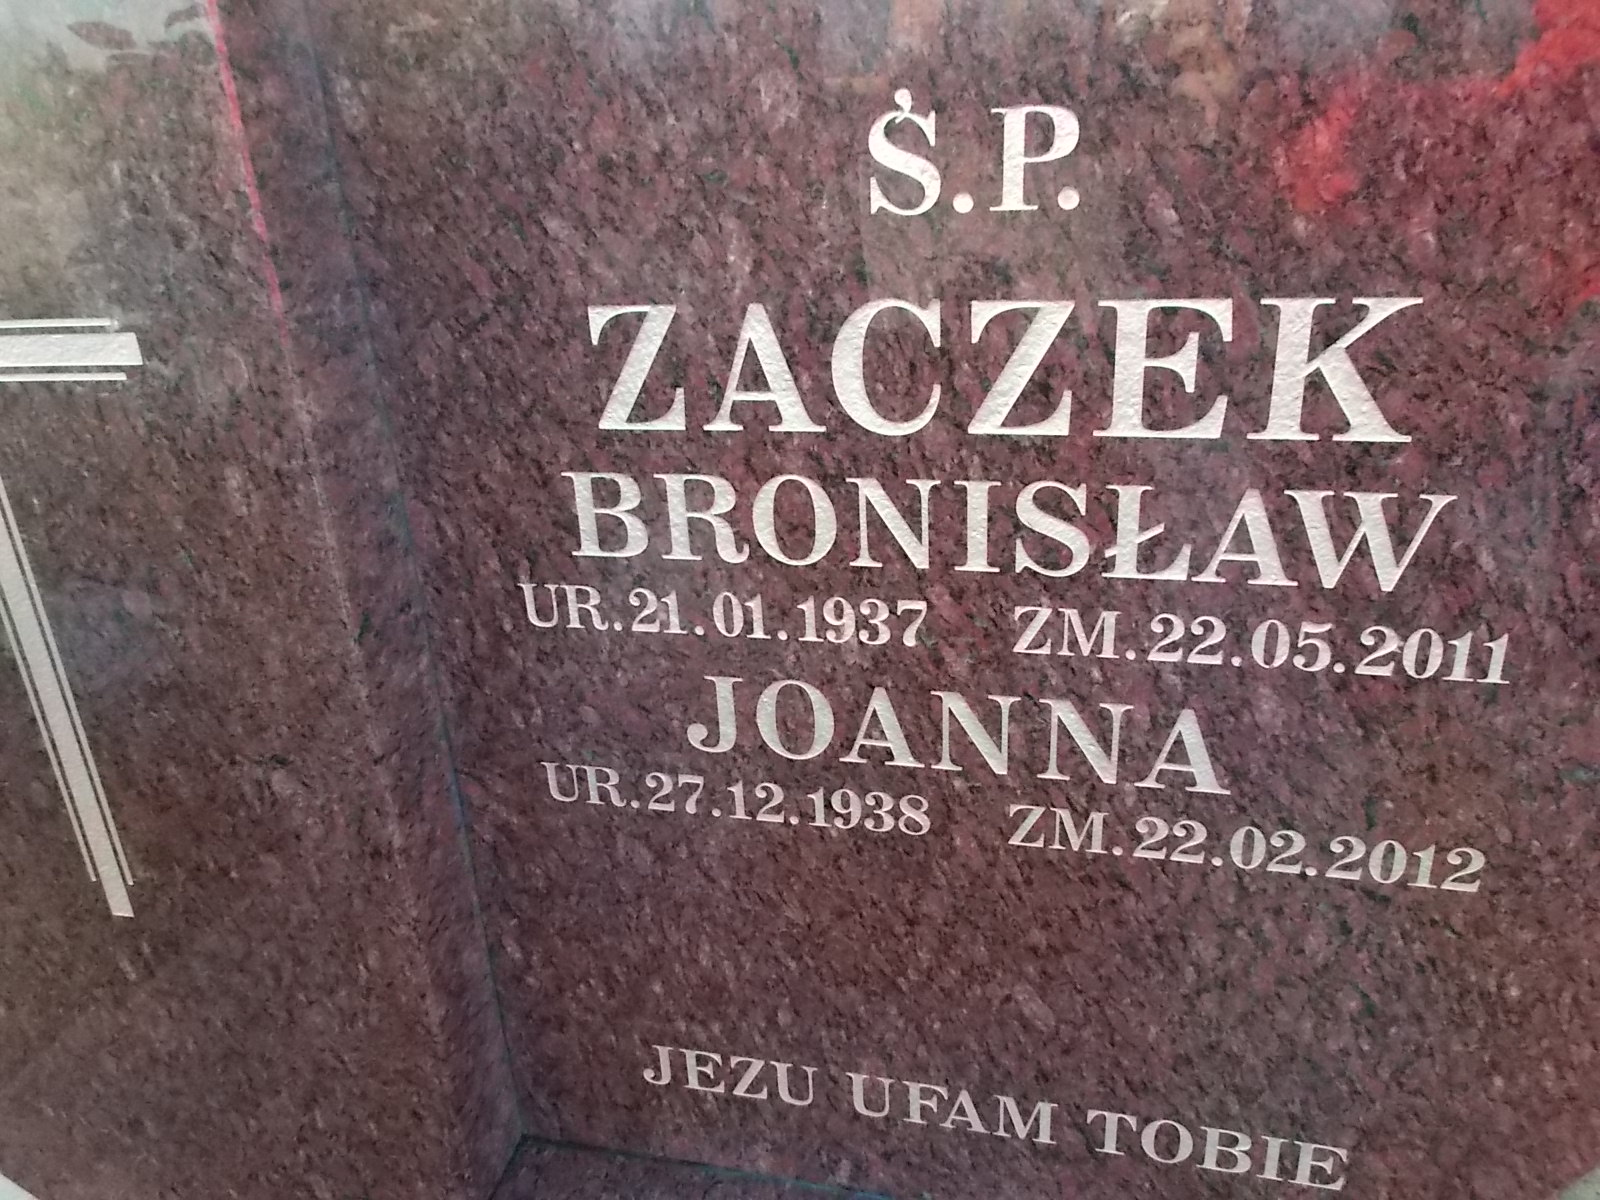 Ś.P.
ZACZEK
BRONISŁAW
UR.21.01.1937 ZM.22.05.2011
JOANNA
UR.27.12.1938 ZM.22.02.2012
JEZU UFAM TOBIE